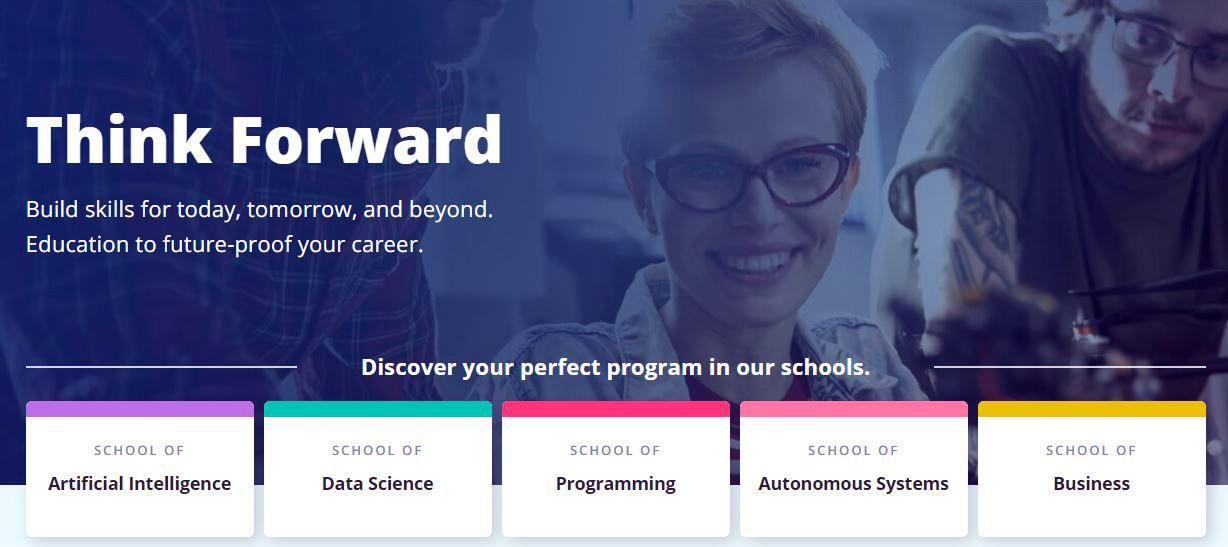 Think Forward
Build skills for today, tomorrow, and beyond.
Education to future-proof your career.
Discover your perfect program in our schools.
SCHOOL OF
Artificial Intelligence
SCHOOL OF
Data Science
SCHOOL OF
Programming
SCHOOL OF
Autonomous Systems
SCHOOL OF
Business